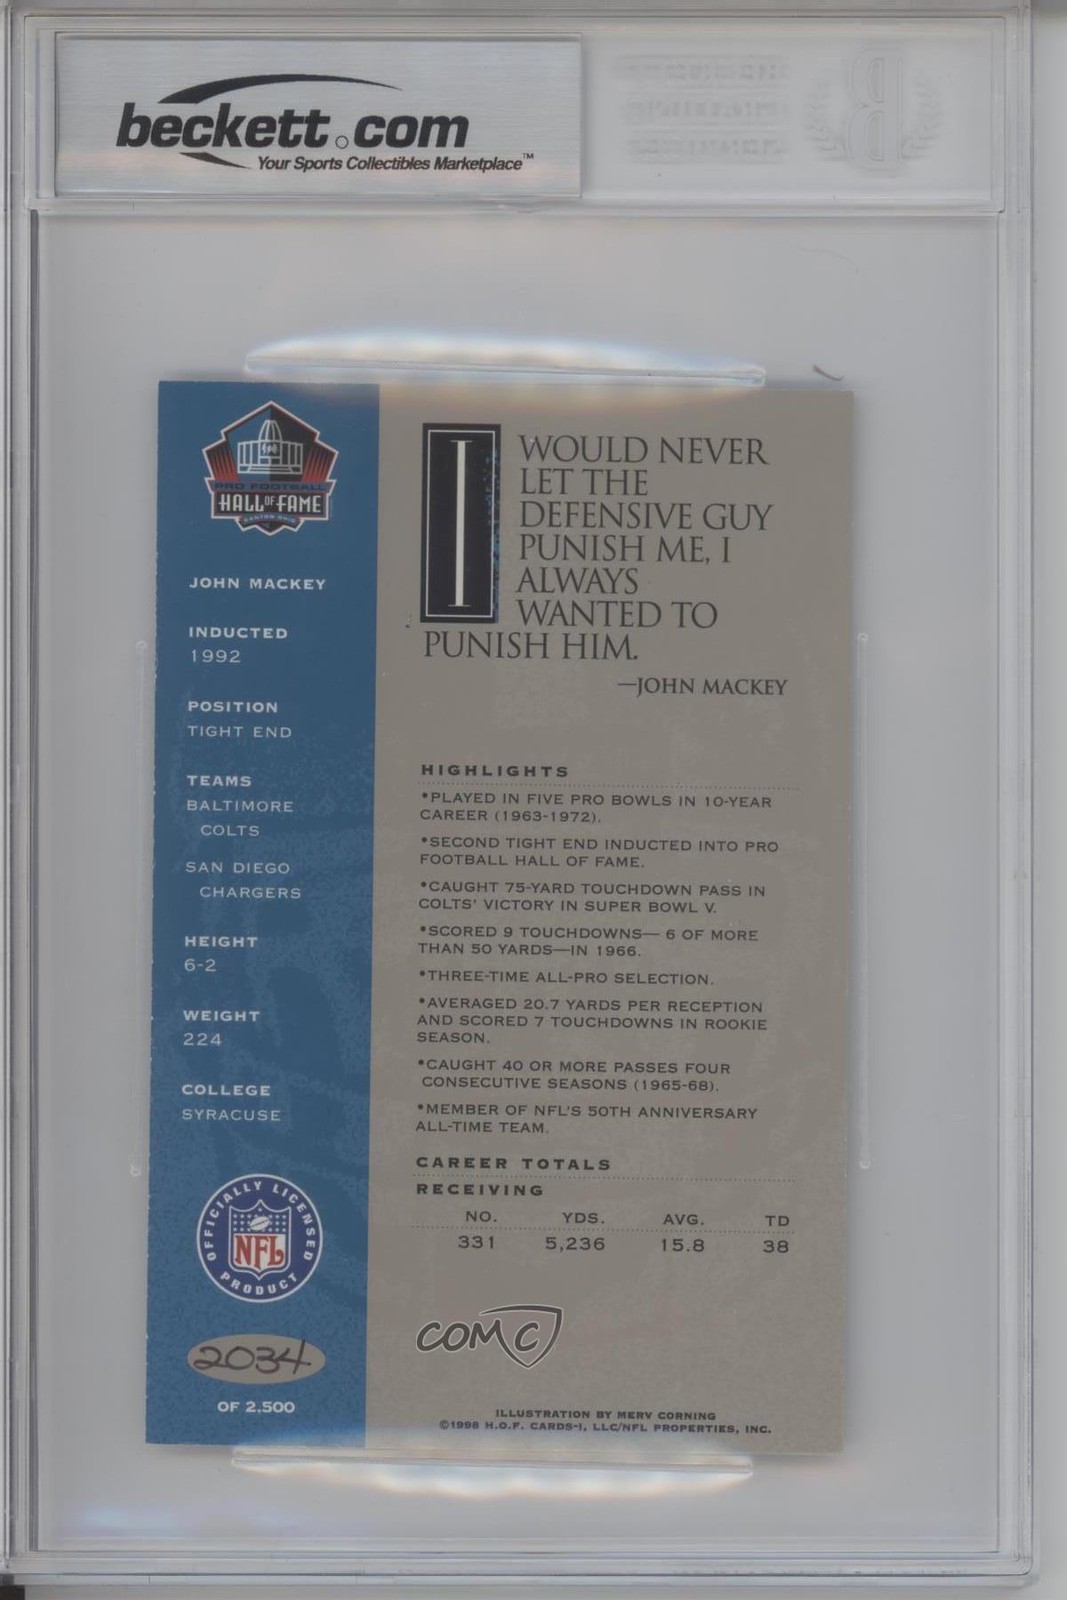 beckett.com
Your Sports Collectibles Marketplace™
PRO FOOTBALL
HALL OF FAME
CANTON OHIO
JOHN MACKEY
INDUCTED
1992
POSITION
TIGHT END
TEAMS
BALTIMORE
COLTS
SAN DIEGO
CHARGERS
HEIGHT
6-2
WEIGHT
224
COLLEGE
SYRACUSE
OFFICIALLY LICENSED
NFL
PRODUCT
2034
OF 2,500
I WOULD NEVER
LET THE
DEFENSIVE GUY
PUNISH ME, I
ALWAYS
WANTED TO
PUNISH HIM.
—JOHN MACKEY
HIGHLIGHTS
•PLAYED IN FIVE PRO BOWLS IN 10-YEAR
CAREER (1963-1972).
•SECOND TIGHT END INDUCTED INTO PRO
FOOTBALL HALL OF FAME.
•CAUGHT 75-YARD TOUCHDOWN PASS IN
COLTS' VICTORY IN SUPER BOWL V.
•SCORED 9 TOUCHDOWNS— 6 OF MORE
THAN 50 YARDS—IN 1966.
•THREE-TIME ALL-PRO SELECTION.
•AVERAGED 20.7 YARDS PER RECEPTION
AND SCORED 7 TOUCHDOWNS IN ROOKIE
SEASON.
•CAUGHT 40 OR MORE PASSES FOUR
CONSECUTIVE SEASONS (1965-68).
•MEMBER OF NFL'S 50TH ANNIVERSARY
ALL-TIME TEAM.
CAREER TOTALS
RECEIVING
NO. YDS. AVG. TD
331 5,236 15.8 38
COMC
ILLUSTRATION BY MERV CORNING
©1998 H.O.F. CARDS-I, LLC/NFL PROPERTIES, INC.